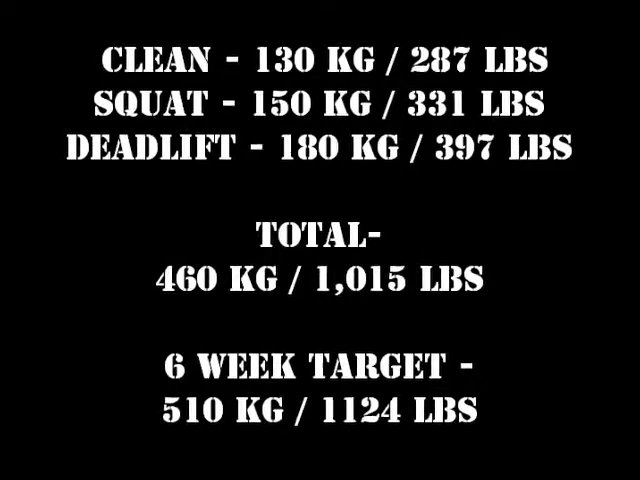 CLEAN - 130 KG / 287 LBS
SQUAT - 150 KG / 331 LBS
DEADLIFT - 180 KG / 397 LBS
TOTAL-
460 KG / 1,015 LBS
6 WEEK TARGET -
510 KG / 1124 LBS